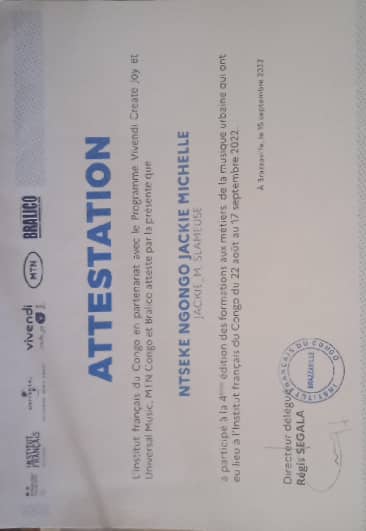 INSTITUT FRANÇAIS
vivendi
MTN
BRALICO
ATTESTATION
L'Institut français du Congo en partenariat avec le Programme Vivendi Create Joy et
Universal Music, MTN Congo et Bralico atteste par la présente que
NTSEKE NGONGO JACKIE MICHELLE
JACKIE_M_SLAMEUSE
a participé à la 4ème édition des formations aux métiers de la musique urbaine qui ont
eu lieu à l'Institut français du Congo du 22 août au 17 septembre 2022.
À Brazzaville, le 15 septembre 2022
Directeur délégué
Régis SEGALA
INSTITUT FRANÇAIS DU CONGO
BRAZZAVILLE